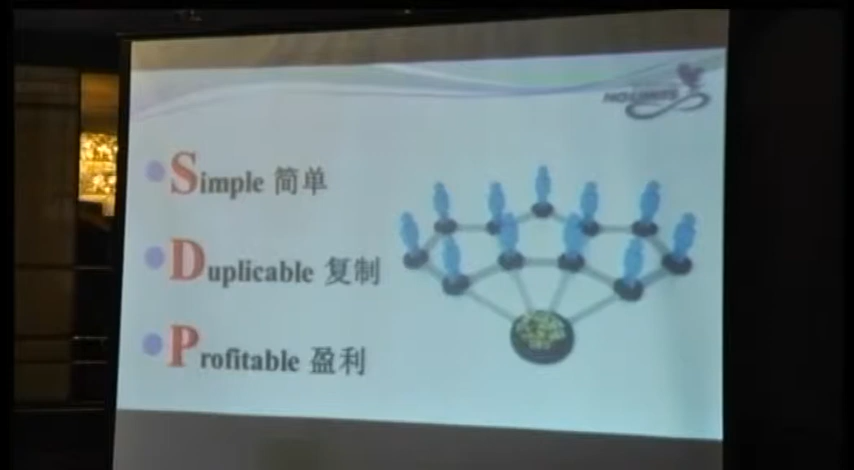 Simple 简单
Duplicable 复制
Profitable 盈利